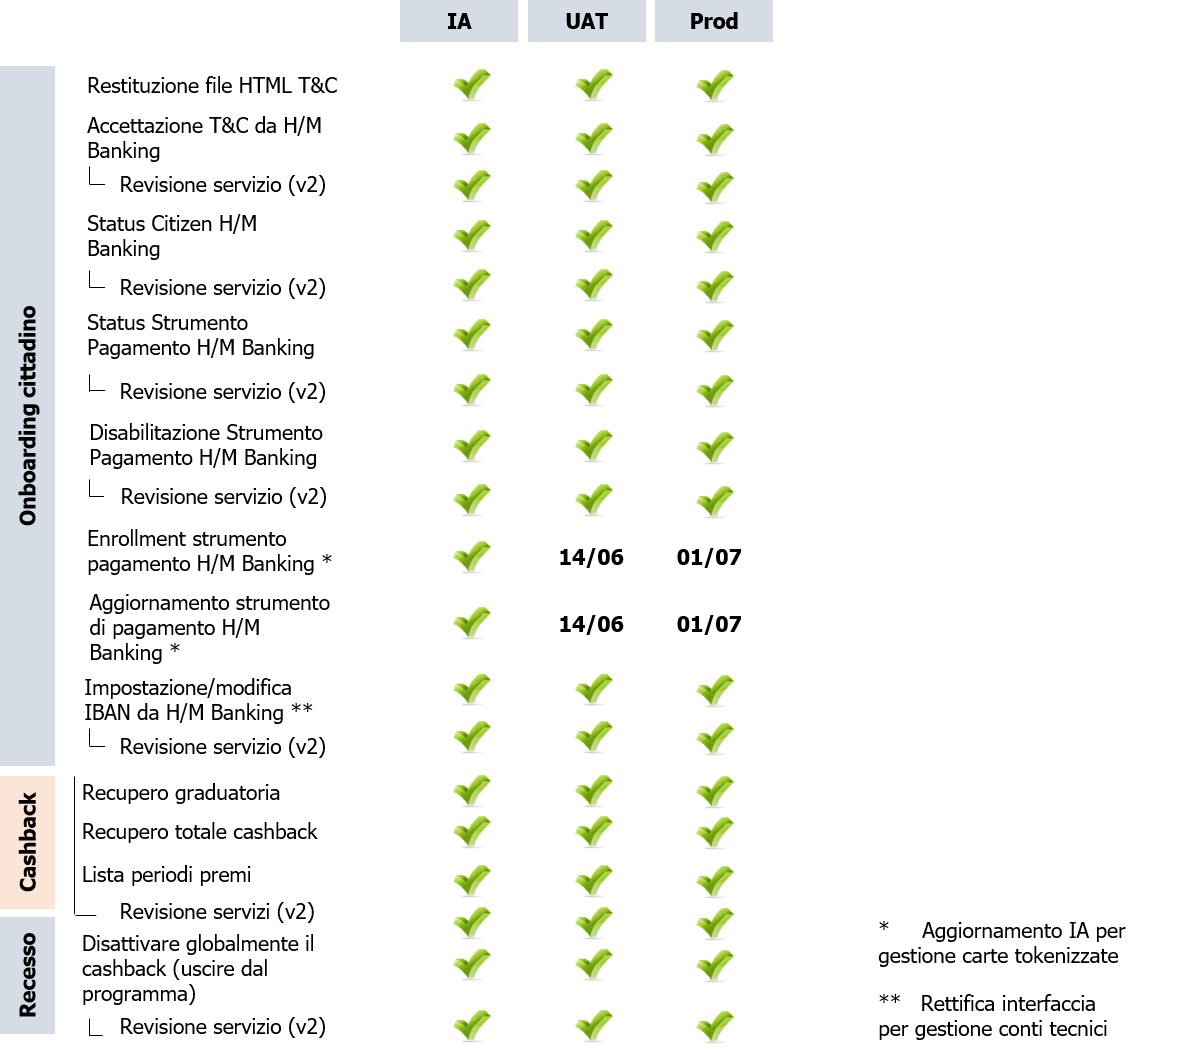 IA UAT Prod
Onboarding cittadino
Restituzione file HTML T&C
Accettazione T&C da H/M
Banking
Revisione servizio (v2)
Status Citizen H/M
Banking
Revisione servizio (v2)
Status Strumento
Pagamento H/M Banking
Revisione servizio (v2)
Disabilitazione Strumento
Pagamento H/M Banking
Revisione servizio (v2)
Enrollment strumento
pagamento H/M Banking * 14/06 01/07
Aggiornamento strumento
di pagamento H/M 14/06 01/07
Banking *
Impostazione/modifica
IBAN da H/M Banking **
Revisione servizio (v2)
Cashback
Recupero graduatoria
Recupero totale cashback
Lista periodi premi
Revisione servizi (v2)
Recesso
Disattivare globalmente il
cashback (uscire dal
programma)
Revisione servizio (v2)
* Aggiornamento IA per
gestione carte tokenizzate
** Rettifica interfaccia
per gestione conti tecnici